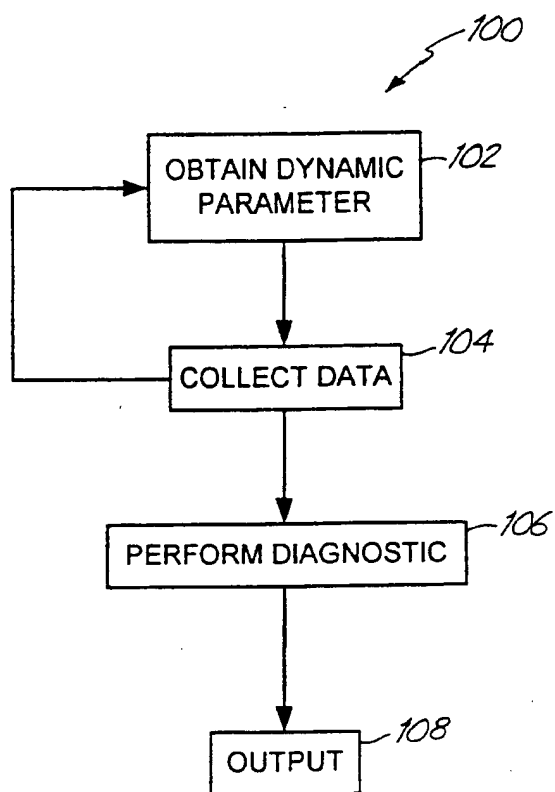 100
OBTAIN DYNAMIC
PARAMETER
102
COLLECT DATA
104
PERFORM DIAGNOSTIC
106
OUTPUT
108